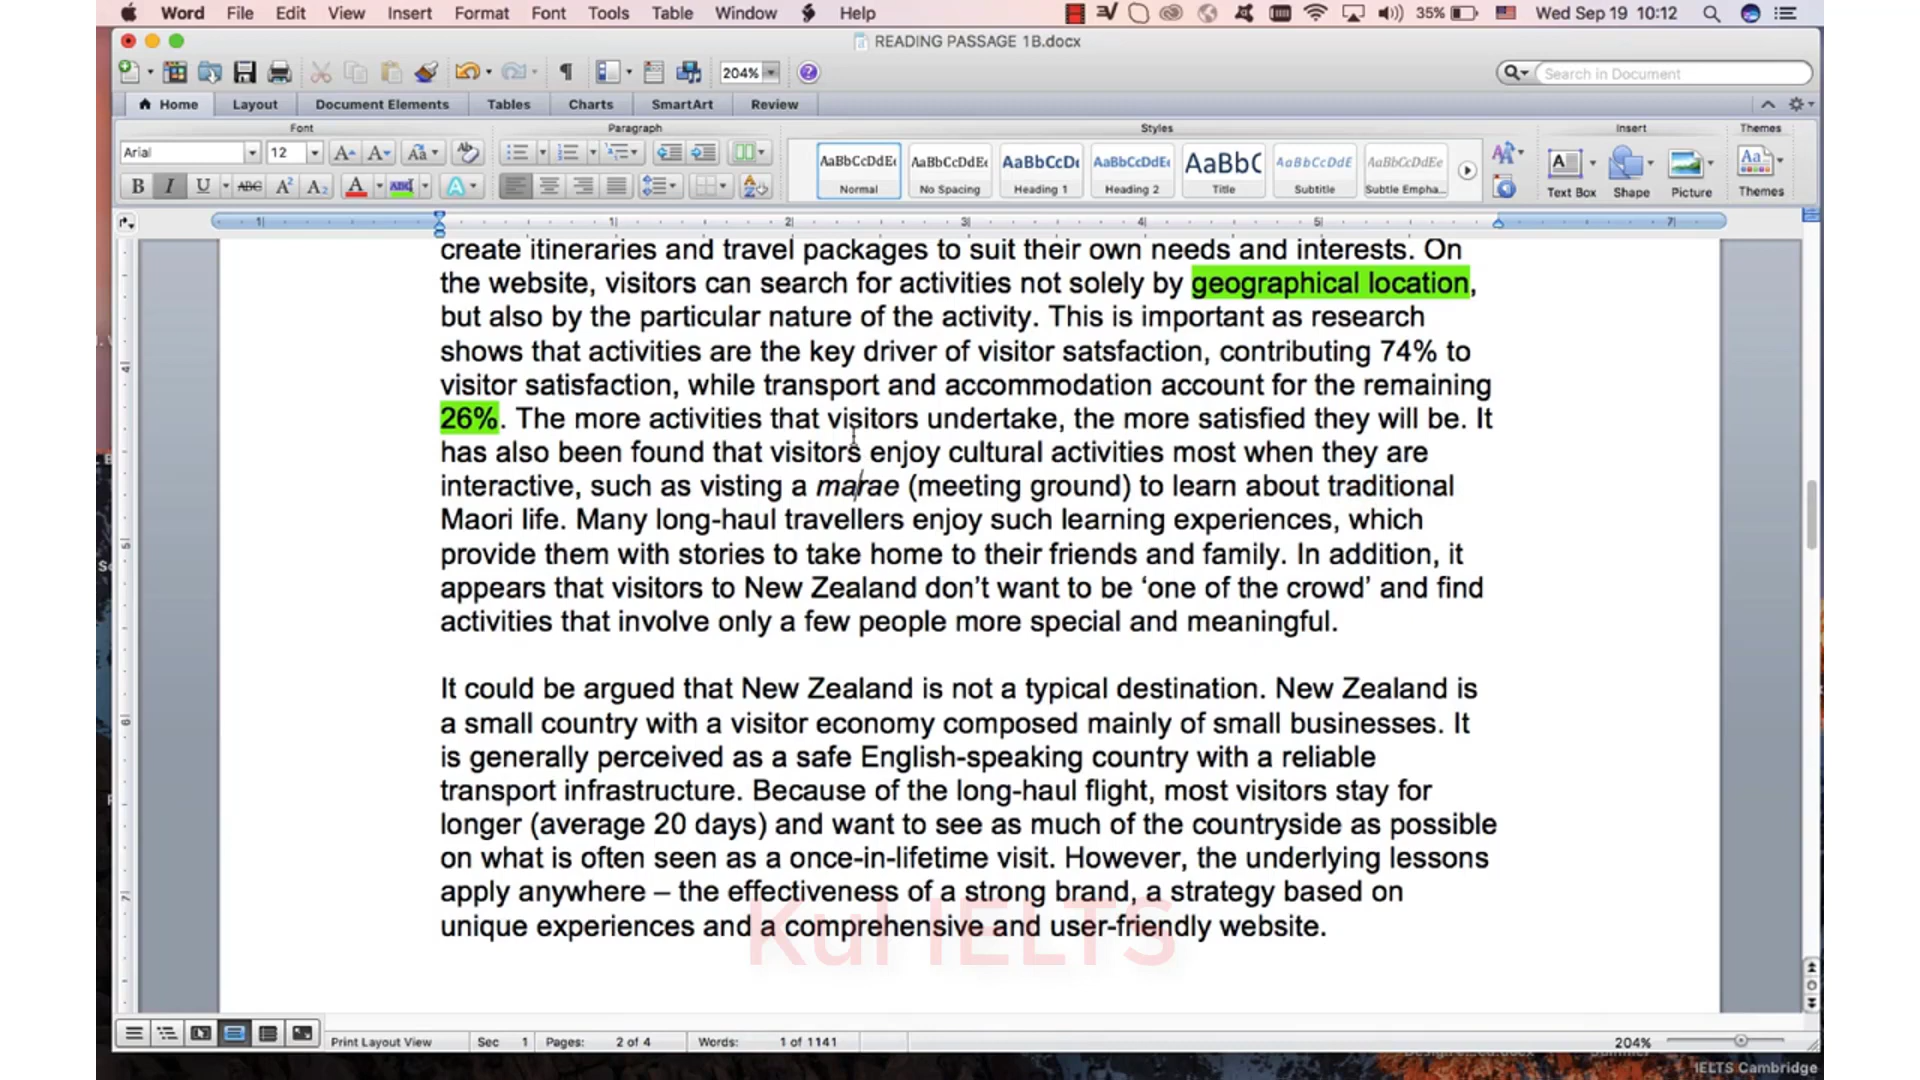 Word File Edit View Insert Format Font Tools Table Window Help 35% Wed Sep 19 10:12
READING PASSAGE 1B.docx
204% Search in Document
Home Layout Document Elements Tables Charts SmartArt Review
Font Paragraph Styles Insert Themes
Arial 12 AaBbCcDdEe AaBbCcDdEe AaBbCcDc AaBbCcDdEe AaBbC AaBbCcDdE AaBbCcDdEe
Normal No Spacing Heading 1 Heading 2 Title Subtitle Subtle Empha... Text Box Shape Picture Themes
create itineraries and travel packages to suit their own needs and interests. On
the website, visitors can search for activities not solely by geographical location,
but also by the particular nature of the activity. This is important as research
shows that activities are the key driver of visitor satsfaction, contributing 74% to
visitor satisfaction, while transport and accommodation account for the remaining
26%. The more activities that visitors undertake, the more satisfied they will be. It
has also been found that visitors enjoy cultural activities most when they are
interactive, such as visting a marae (meeting ground) to learn about traditional
Maori life. Many long-haul travellers enjoy such learning experiences, which
provide them with stories to take home to their friends and family. In addition, it
appears that visitors to New Zealand don’t want to be ‘one of the crowd’ and find
activities that involve only a few people more special and meaningful.
It could be argued that New Zealand is not a typical destination. New Zealand is
a small country with a visitor economy composed mainly of small businesses. It
is generally perceived as a safe English-speaking country with a reliable
transport infrastructure. Because of the long-haul flight, most visitors stay for
longer (average 20 days) and want to see as much of the countryside as possible
on what is often seen as a once-in-lifetime visit. However, the underlying lessons
apply anywhere – the effectiveness of a strong brand, a strategy based on
unique experiences and a comprehensive and user-friendly website.
Kul IELTS
Print Layout View Sec 1 Pages: 2 of 4 Words: 1 of 1141 204%
IELTS Cambridge